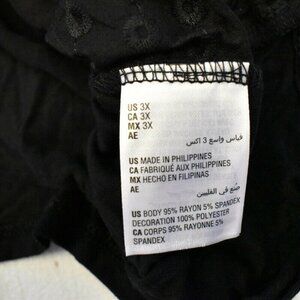 US 3X
CA 3X
MX 3X
AE
قياس واسع 3 اكس
US MADE IN PHILIPPINES
CA FABRIQUÉ AUX PHILIPPINES
MX HECHO EN FILIPINAS
AE
صنع في الفلبين
US BODY 95% RAYON 5% SPANDEX
DECORATION 100% POLYESTER
CA CORPS 95% RAYONNE 5%
SPANDEX